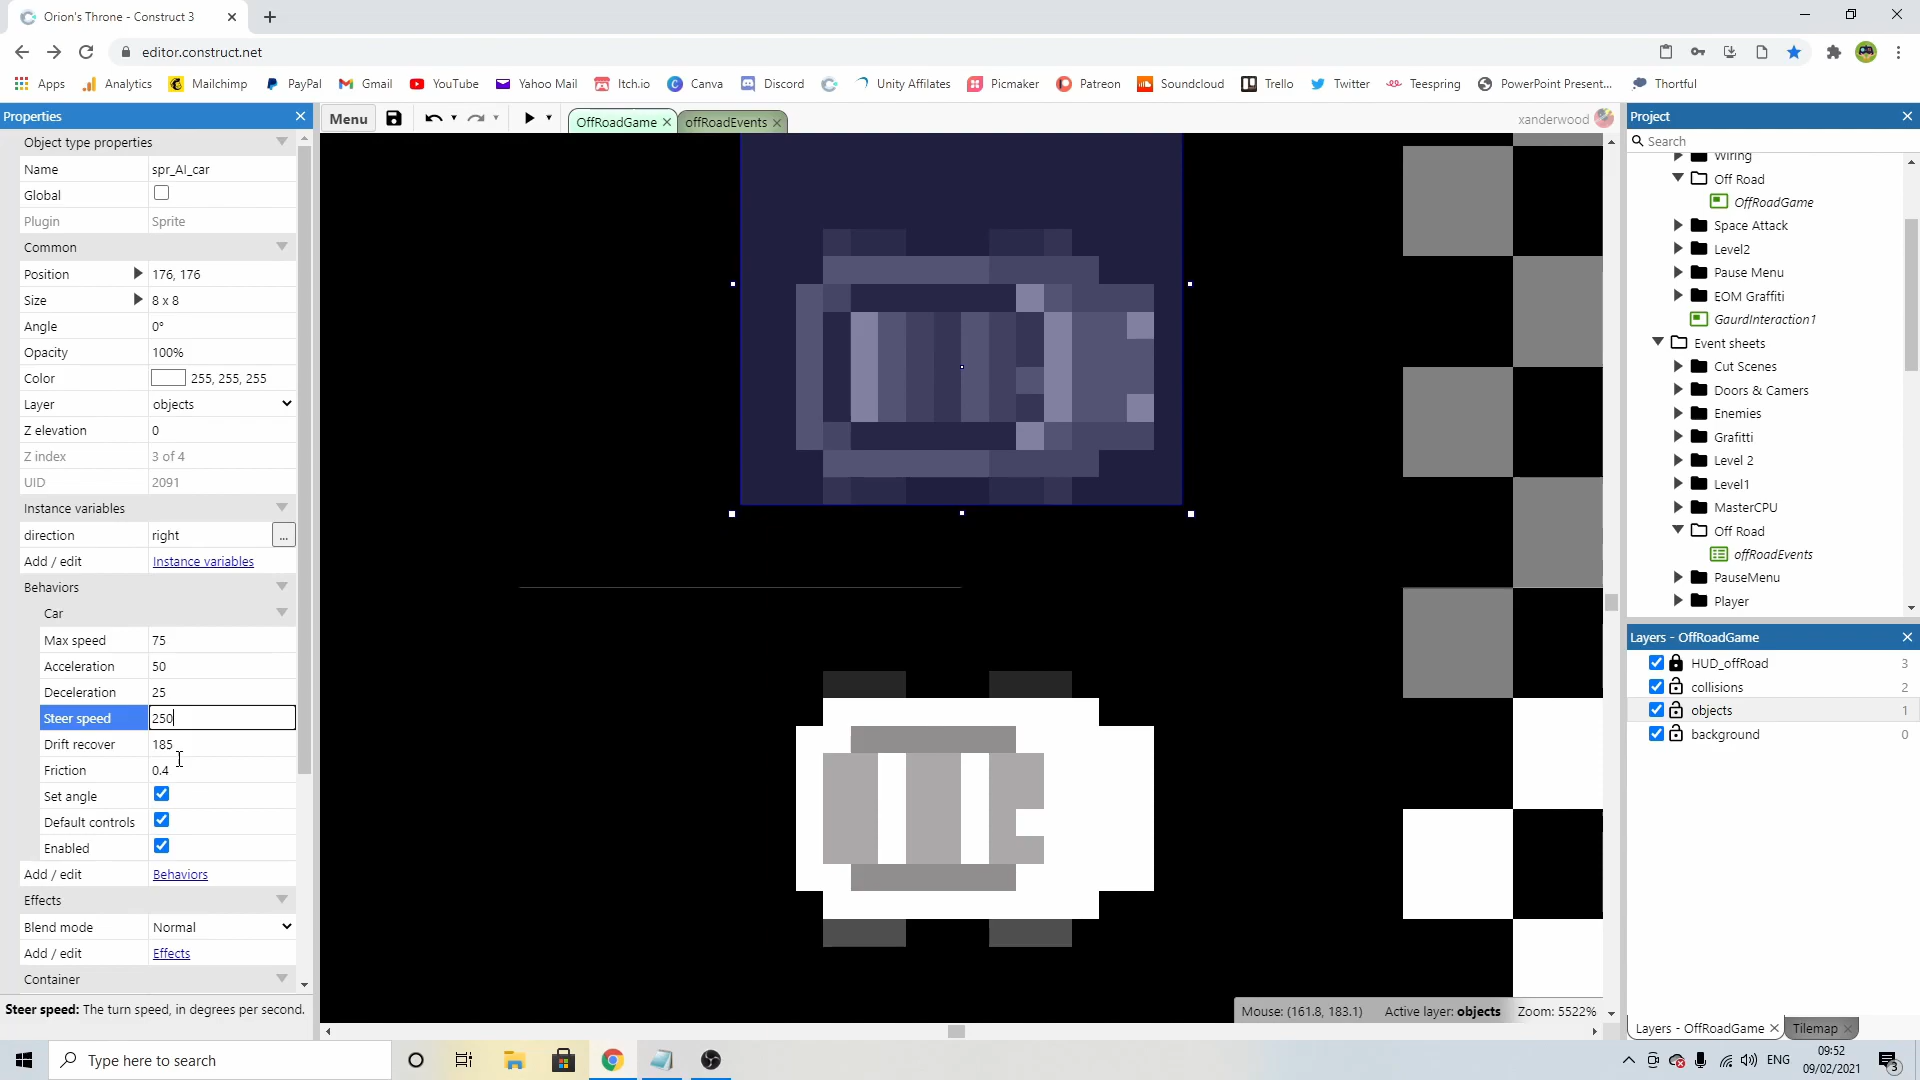 Orion's Throne - Construct 3
editor.construct.net
Apps
Analytics
Mailchimp
PayPal
Gmail
YouTube
Yahoo Mail
Itch.io
Canva
Discord
Unity Affilates
Picmaker
Patreon
Soundcloud
Trello
Twitter
Teespring
PowerPoint Present...
Thortful
Properties
Menu
OffRoadGame
offRoadEvents
xanderwood
Project
Object type properties
Name spr_AI_car
Global
Plugin Sprite
Common
Position 176, 176
Size 8 x 8
Angle 0°
Opacity 100%
Color 255, 255, 255
Layer objects
Z elevation 0
Z index 3 of 4
UID 2091
Instance variables
direction right ...
Add / edit Instance variables
Behaviors
Car
Max speed 75
Acceleration 50
Deceleration 25
Steer speed 250
Drift recover 185
Friction 0.4
Set angle
Default controls
Enabled
Add / edit Behaviors
Effects
Blend mode Normal
Add / edit Effects
Container
Steer speed: The turn speed, in degrees per second.
Mouse: (161.8, 183.1) Active layer: objects Zoom: 5522%
Search
Wiring
Off Road
OffRoadGame
Space Attack
Level2
Pause Menu
EOM Graffiti
GaurdInteraction1
Event sheets
Cut Scenes
Doors & Camers
Enemies
Grafitti
Level 2
Level1
MasterCPU
Off Road
offRoadEvents
PauseMenu
Player
Layers - OffRoadGame
HUD_offRoad 3
collisions 2
objects 1
background 0
Layers - OffRoadGame
Tilemap
Type here to search
ENG
09:52
09/02/2021
3